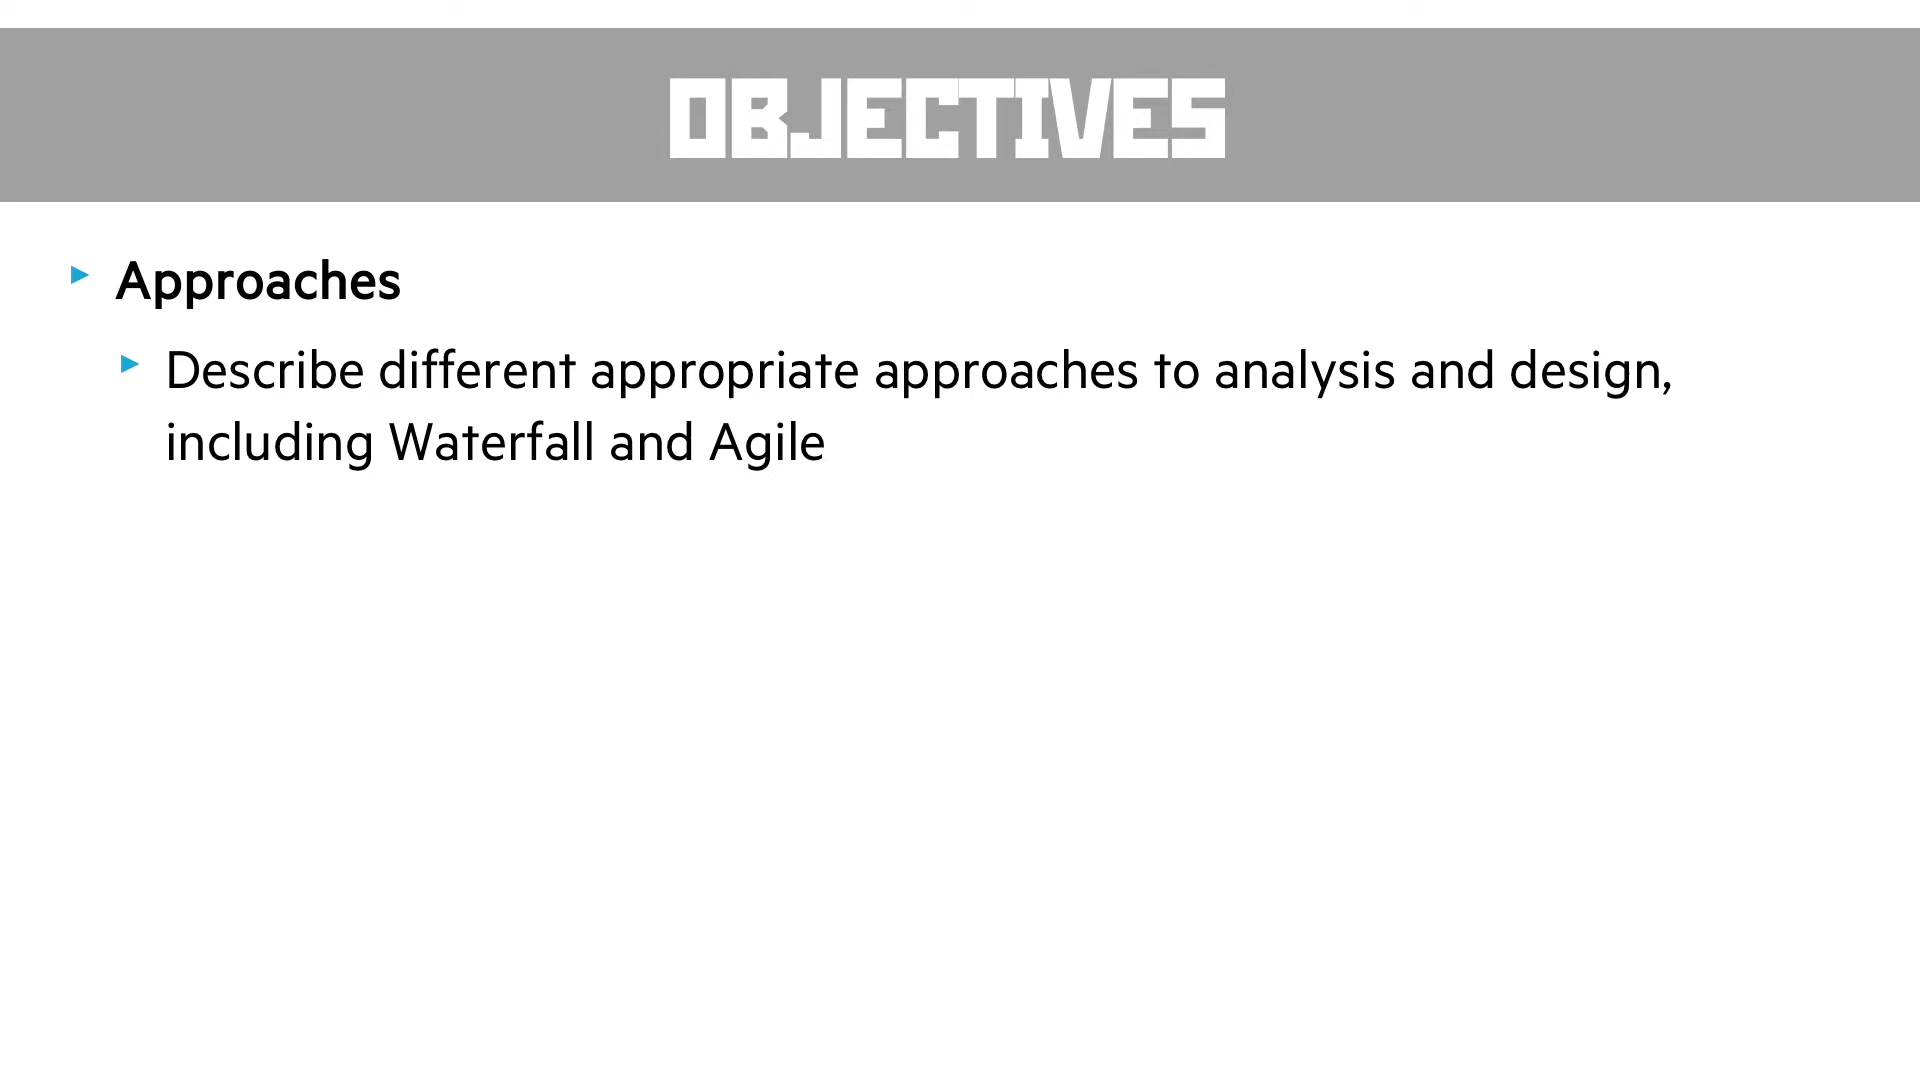 OBJECTIVES
Approaches
Describe different appropriate approaches to analysis and design,
including Waterfall and Agile